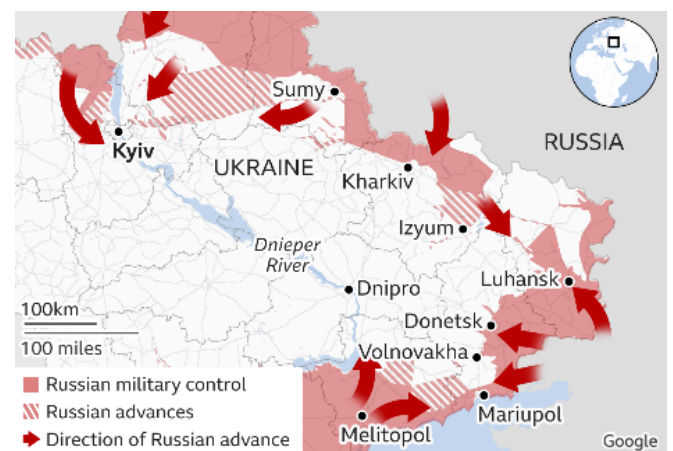 Sumy
RUSSIA
Kyiv
UKRAINE
Kharkiv
Izyum
Dnieper
River
Luhansk
Dnipro
100km
100 miles
Donetsk
Volnovakha
Russian military control
Russian advances
Direction of Russian advance
Mariupol
Melitopol
Google